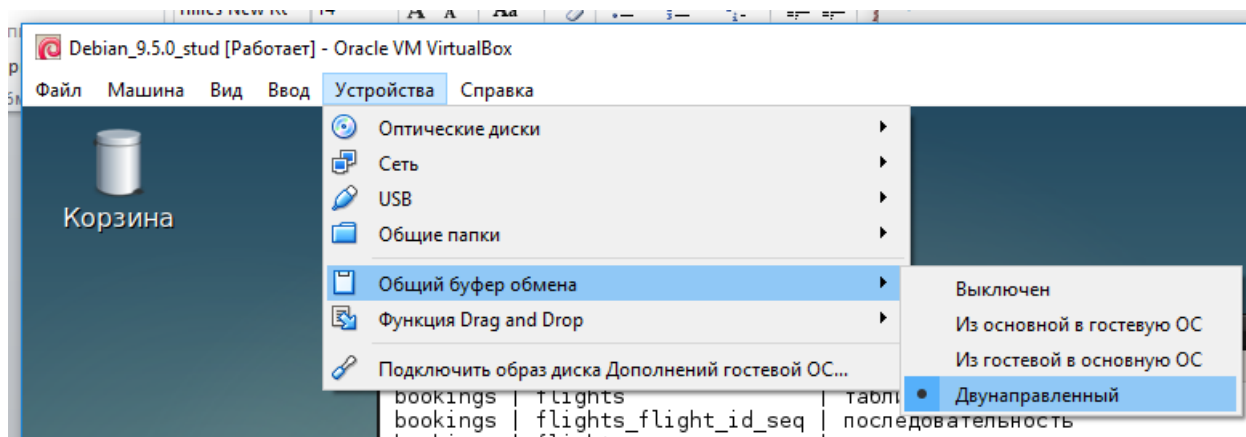 14
Debian_9.5.0_stud [Работает] - Oracle VM VirtualBox
Файл Машина Вид Ввод Устройства Справка
Оптические диски
Сеть
USB
Общие папки
Корзина
Общий буфер обмена
Выключен
Функция Drag and Drop
Из основной в гостевую ОС
Из гостевой в основную ОС
Подключить образ диска Дополнений гостевой ОС...
Двунаправленный
bookings | flights |
bookings | flights_flight_id_seq | последовательность